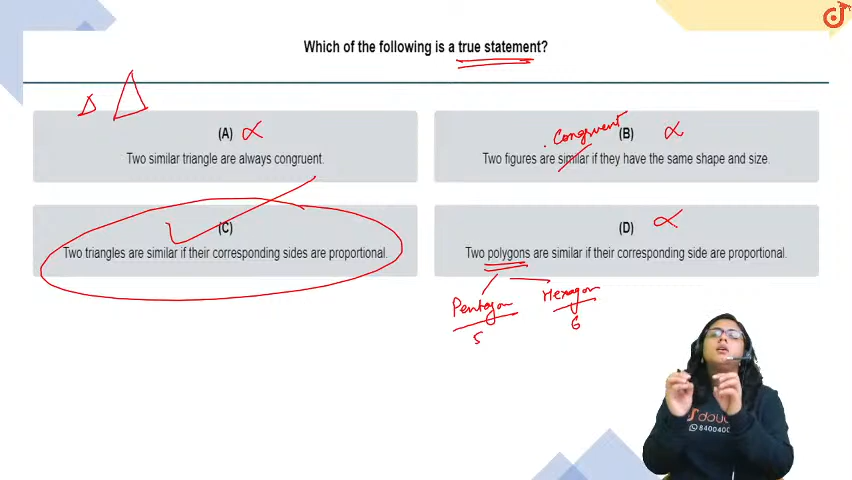 Which of the following is a true statement?
(A) ∝
Two similar triangle are always congruent.
congruent
(B) ∝
Two figures are similar if they have the same shape and size.
(C)
Two triangles are similar if their corresponding sides are proportional.
(D) ∝
Two polygons are similar if their corresponding side are proportional.
Pentagon
5
Hexagon
6
8400400